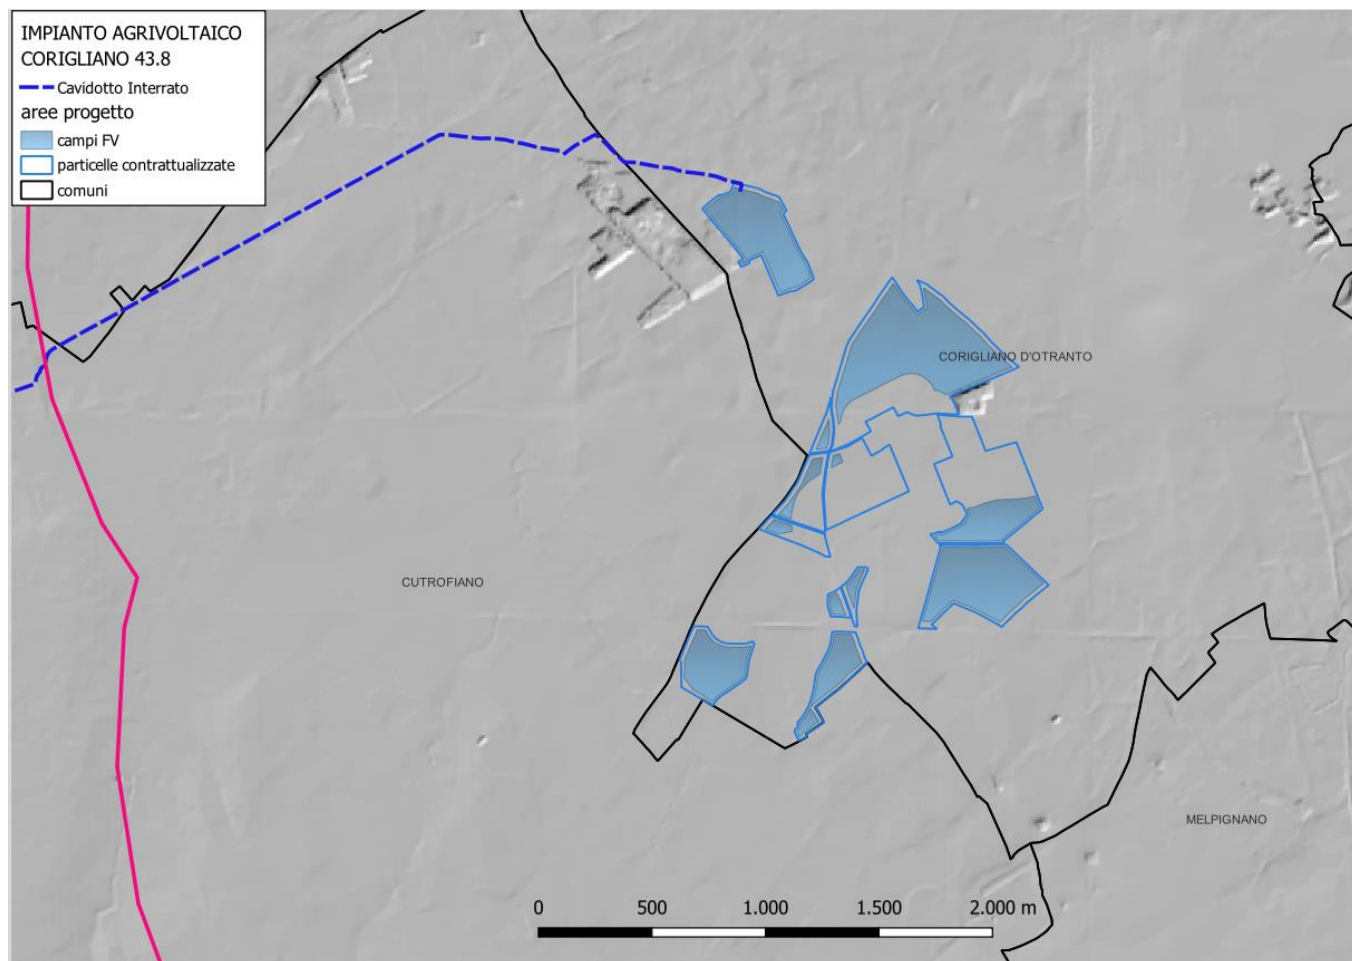 IMPIANTO AGRIVOLTAICO
CORIGLIANO 43.8
Cavidotto Interrato
aree progetto
campi FV
particelle contrattualizzate
comuni
CORIGLIANO D'OTRANTO
CUTROFIANO
MELPIGNANO
0 500 1.000 1.500 2.000 m